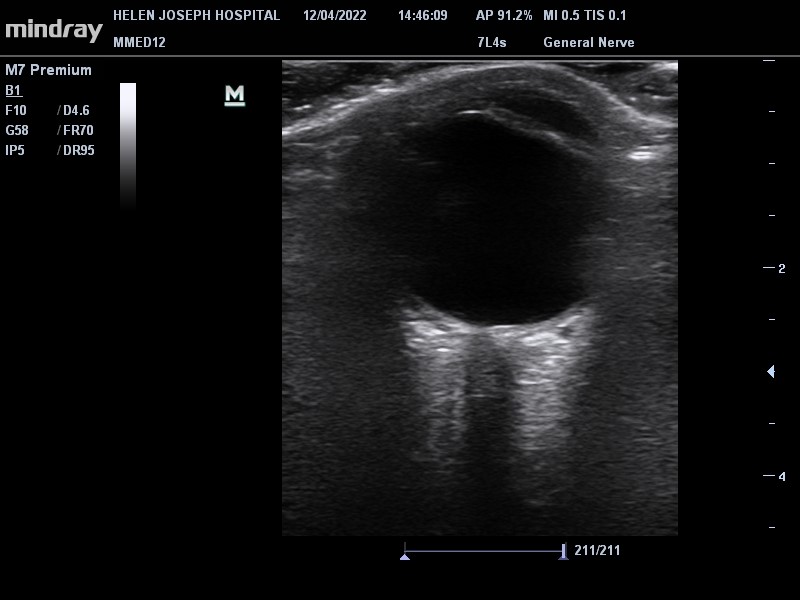 mindray
HELEN JOSEPH HOSPITAL 12/04/2022 14:46:09 AP 91.2% MI 0.5 TIS 0.1
MMED12 7L4s General Nerve
M7 Premium
B1
F10 / D4.6
G58 / FR70
IP5 / DR95
M
2
4
211/211